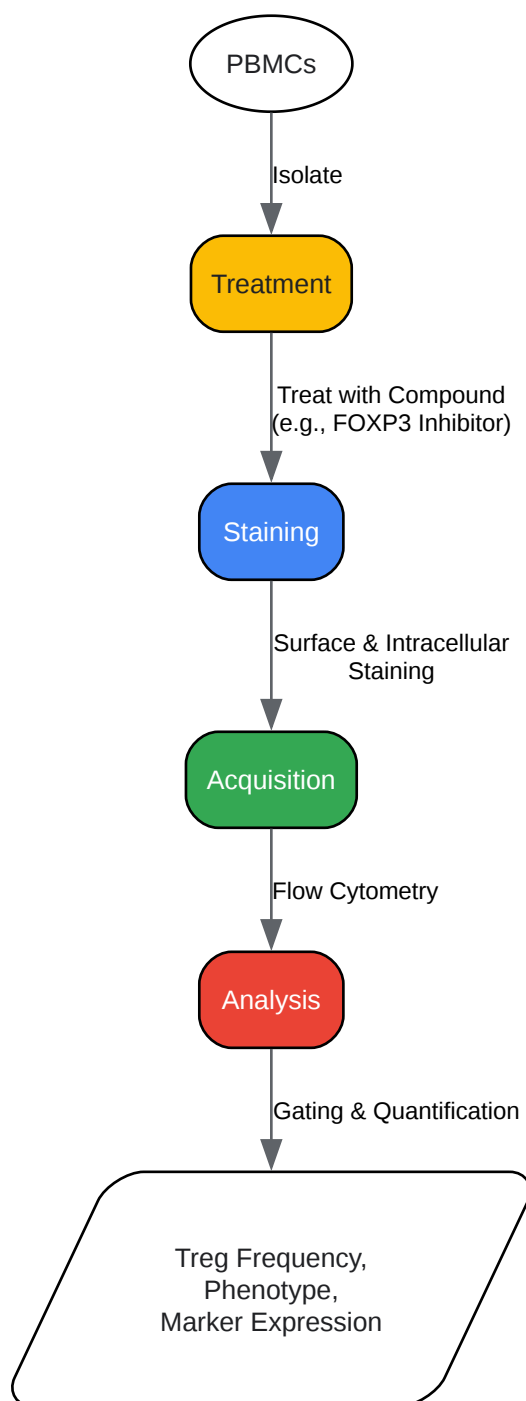 PBMCs
Isolate
Treatment
Treat with Compound
(e.g., FOXP3 Inhibitor)
Staining
Surface & Intracellular
Staining
Acquisition
Flow Cytometry
Analysis
Gating & Quantification
Treg Frequency,
Phenotype,
Marker Expression